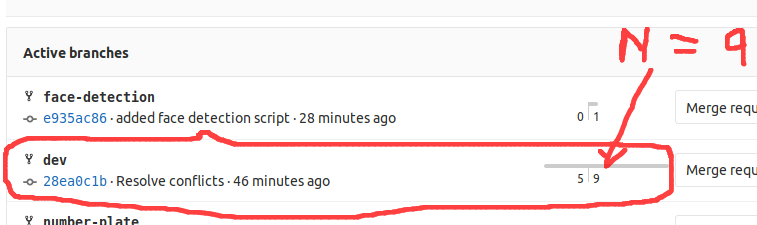 N = 9
Active branches
face-detection
e935ac86 · added face detection script · 28 minutes ago
0 1
Merge requ
dev
28ea0c1b · Resolve conflicts · 46 minutes ago
5 9
Merge requ
number-plate